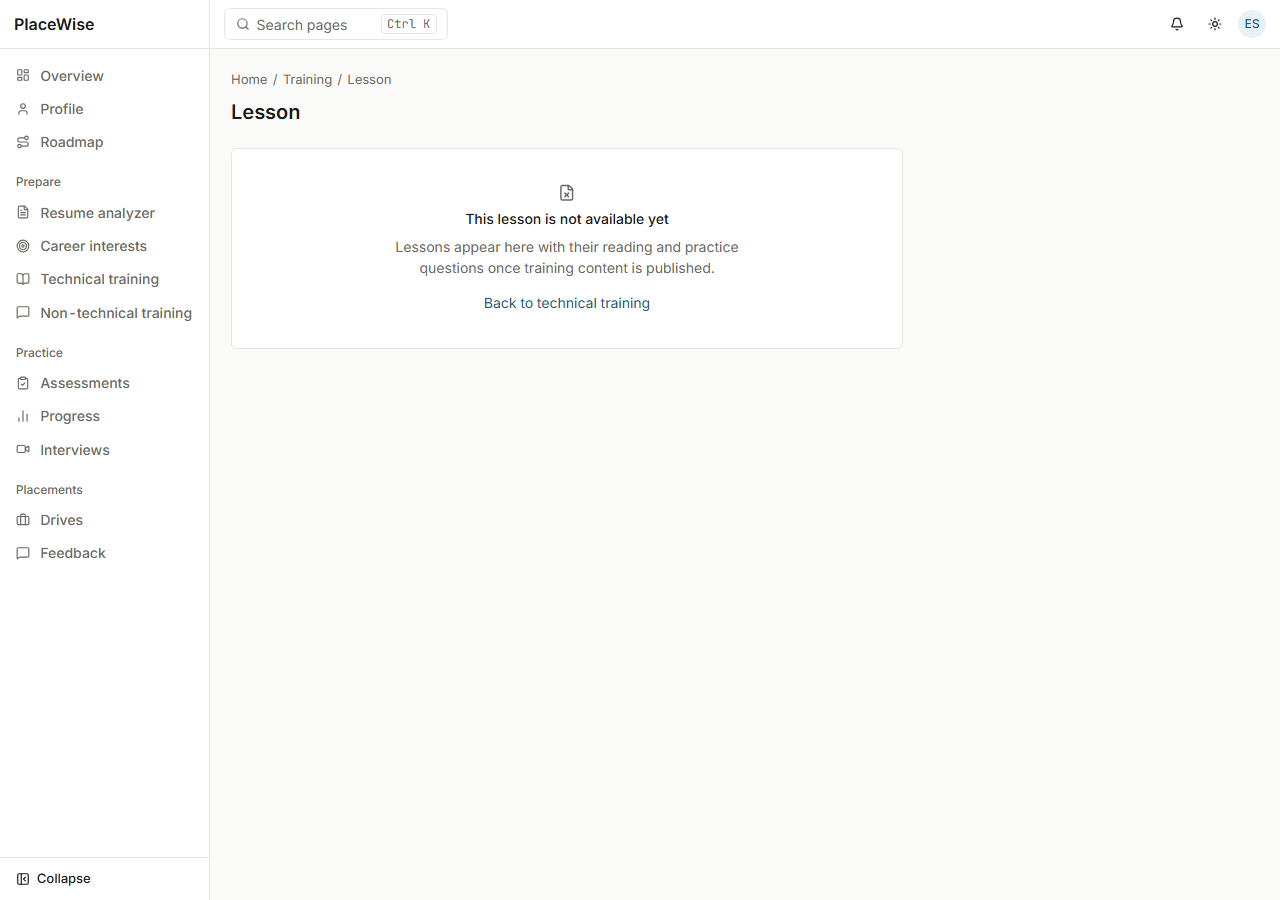 PlaceWise
Search pages
Ctrl K
ES
Overview
Profile
Roadmap
Prepare
Resume analyzer
Career interests
Technical training
Non-technical training
Practice
Assessments
Progress
Interviews
Placements
Drives
Feedback
Collapse
Home / Training / Lesson
Lesson
This lesson is not available yet
Lessons appear here with their reading and practice
questions once training content is published.
Back to technical training